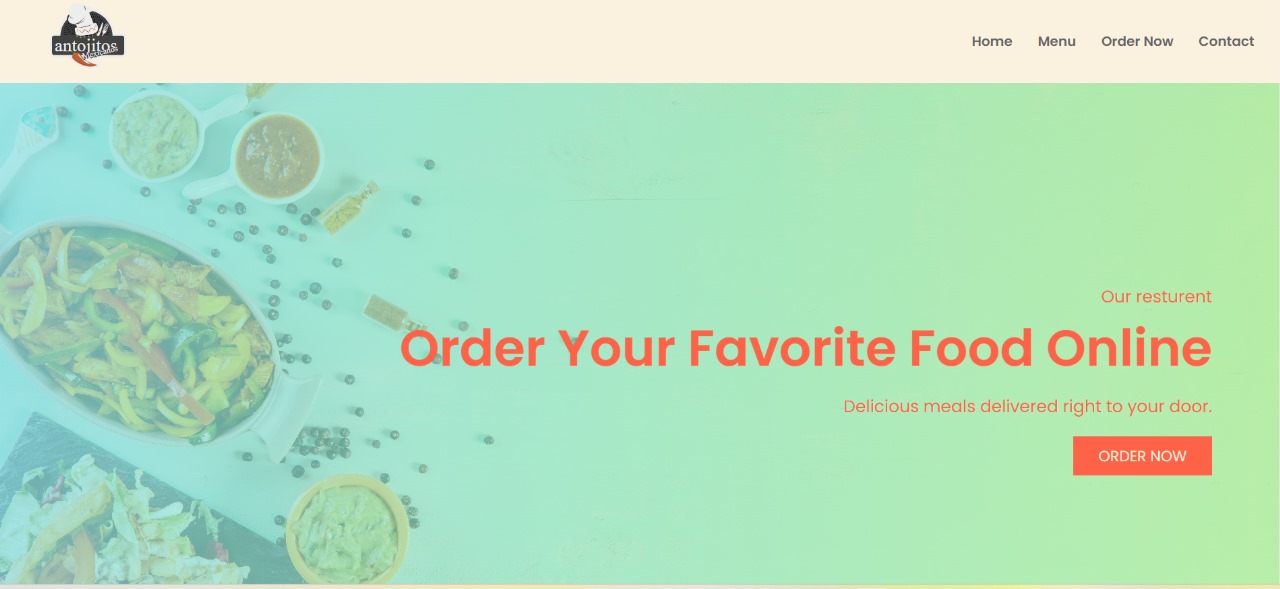 antojitos
Mexicanos
Home Menu Order Now Contact
Our resturent
Order Your Favorite Food Online
Delicious meals delivered right to your door.
ORDER NOW